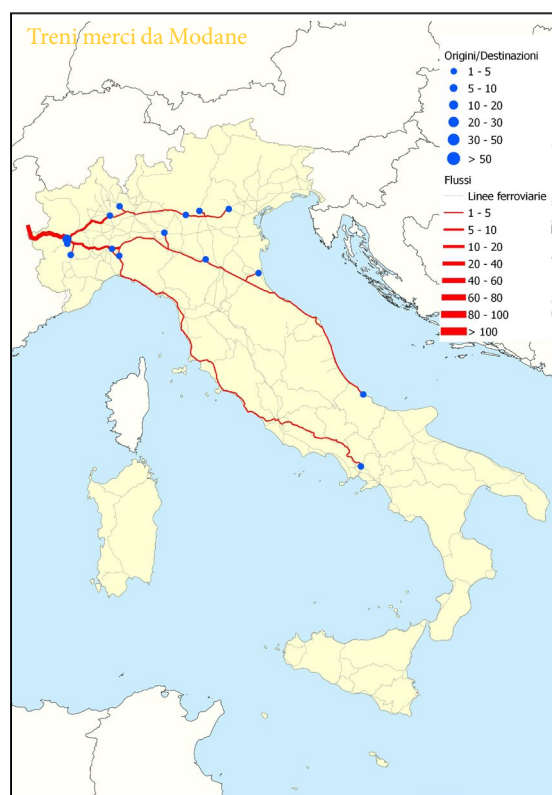 Treni merci da Modane
Origini/Destinazioni
1 - 5
5 - 10
10 - 20
20 - 30
30 - 50
> 50
Flussi
Linee ferroviarie
1 - 5
5 - 10
10 - 20
20 - 40
40 - 60
60 - 80
80 - 100
> 100